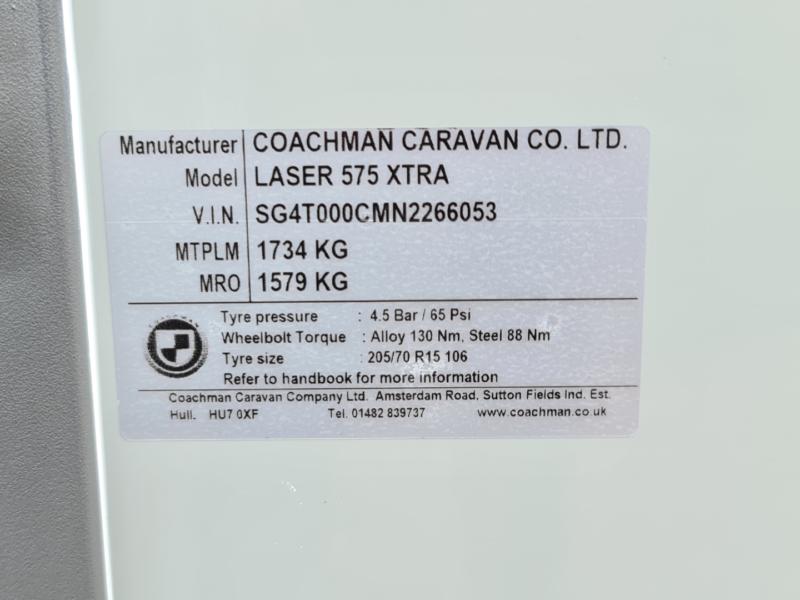 Manufacturer COACHMAN CARAVAN CO. LTD.
Model LASER 575 XTRA
V.I.N. SG4T000CMN2266053
MTPLM 1734 KG
MRO 1579 KG
Tyre pressure : 4.5 Bar / 65 Psi
Wheelbolt Torque : Alloy 130 Nm, Steel 88 Nm
Tyre size : 205/70 R15 106
Refer to handbook for more information
Coachman Caravan Company Ltd. Amsterdam Road, Sutton Fields Ind. Est.
Hull. HU7 0XF Tel. 01482 839737 www.coachman.co.uk